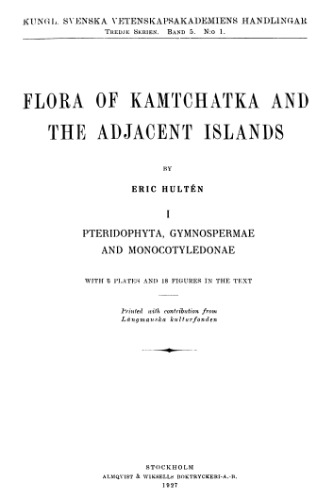 KUNGL. SVENSKA VETENSKAPSAKADEMIENS HANDLINGAR
TREDJE SERIEN. BAND 5. N:o 1.
FLORA OF KAMTCHATKA AND
THE ADJACENT ISLANDS
BY
ERIC HULTÉN
I
PTERIDOPHYTA, GYMNOSPERMAE
AND MONOCOTYLEDONAE
WITH 5 PLATES AND 18 FIGURES IN THE TEXT
Printed with contribution from
Långmanska kulturfonden
STOCKHOLM
ALMQVIST & WIKSELLS BOKTRYCKERI-A.-B.
1927